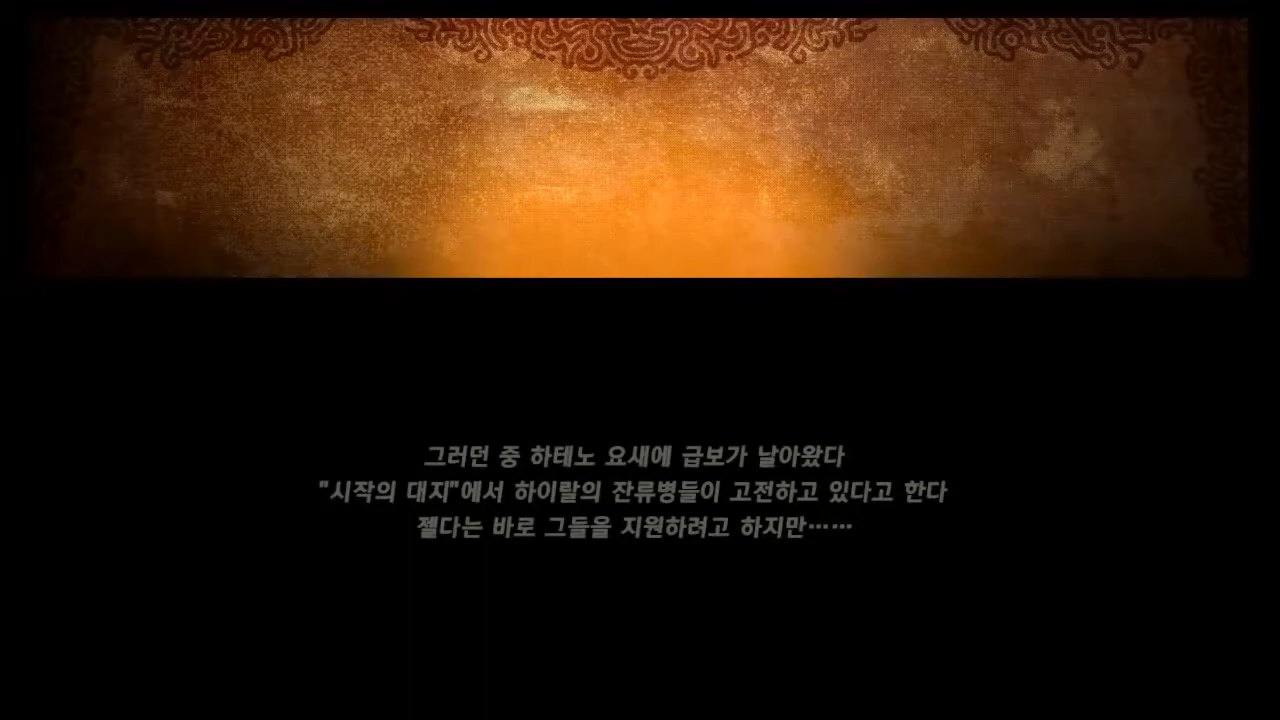 그러던 중 하테노 요새에 급보가 날아왔다
"시작의 대지"에서 하이랄의 잔류병들이 고전하고 있다고 한다
젤다는 바로 그들을 지원하려고 하지만……